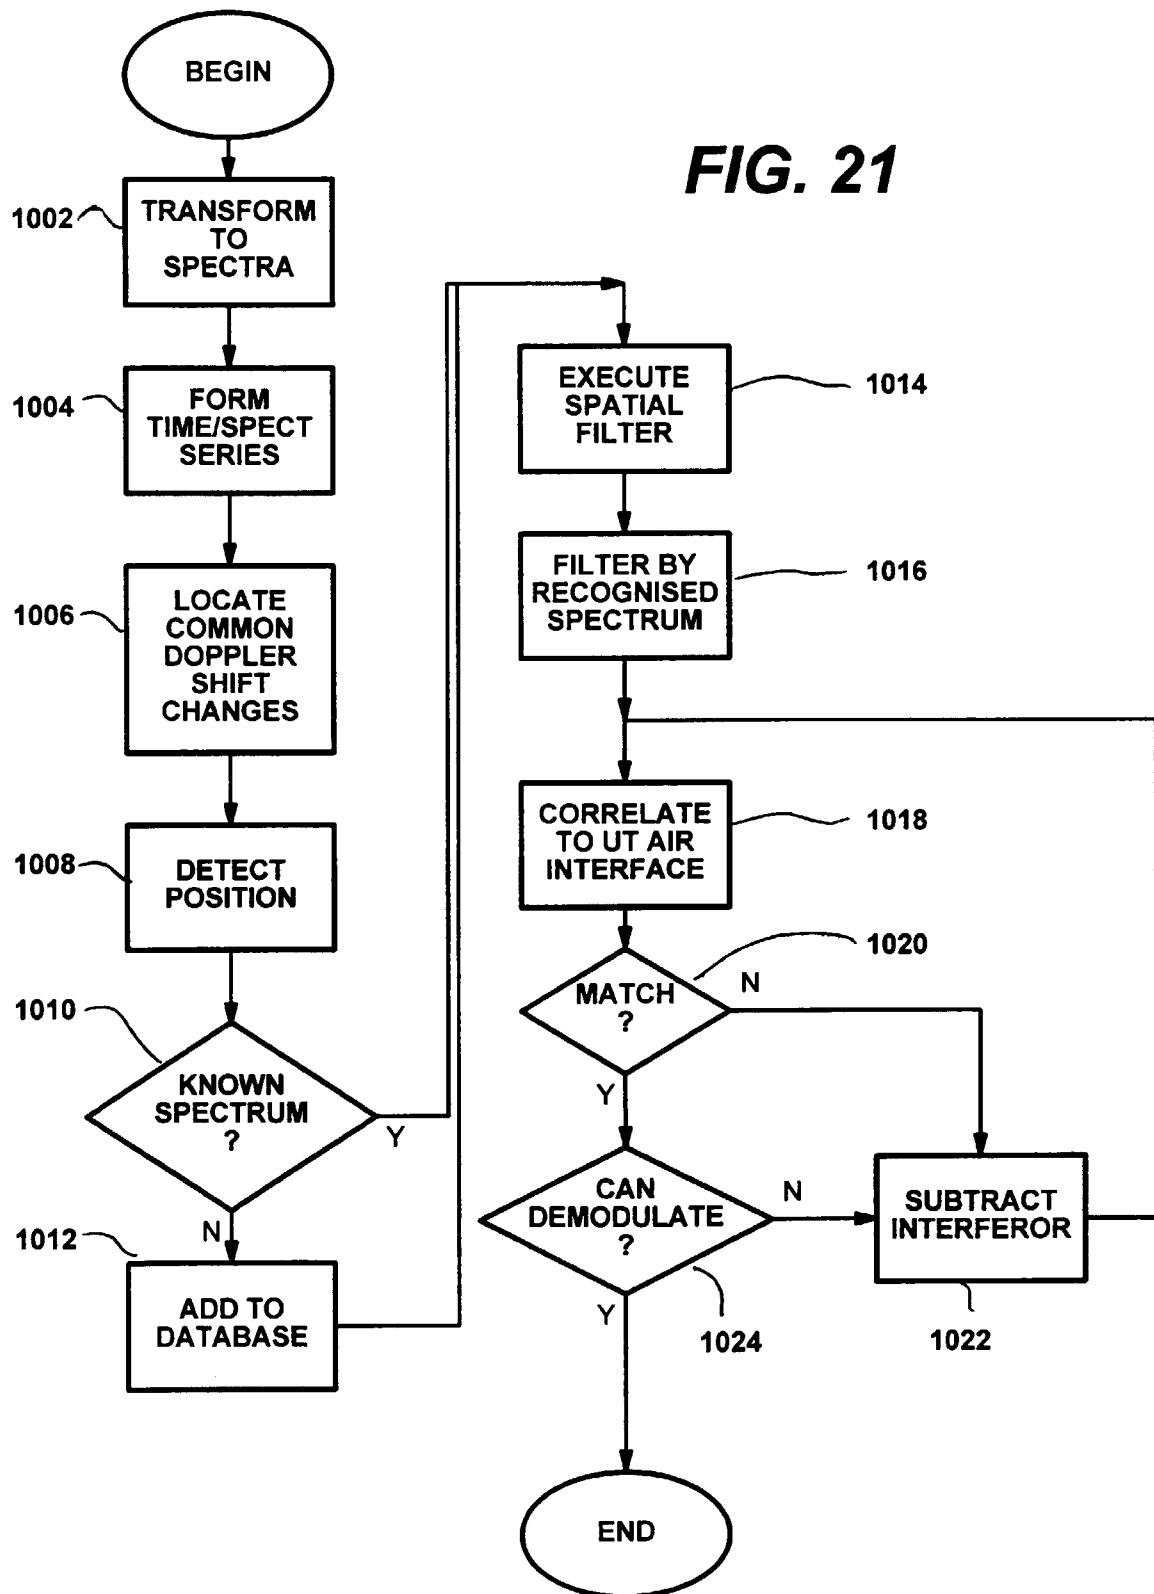 BEGIN
FIG. 21
1002
TRANSFORM
TO
SPECTRA
1004
FORM
TIME/SPECT
SERIES
1006
LOCATE
COMMON
DOPPLER
SHIFT
CHANGES
1008
DETECT
POSITION
1010
KNOWN
SPECTRUM
?
Y
N
1012
ADD TO
DATABASE
EXECUTE
SPATIAL
FILTER
1014
FILTER BY
RECOGNISED
SPECTRUM
1016
CORRELATE
TO UT AIR
INTERFACE
1018
MATCH
?
1020
N
Y
CAN
DEMODULATE
?
N
Y
1024
SUBTRACT
INTERFEROR
1022
END